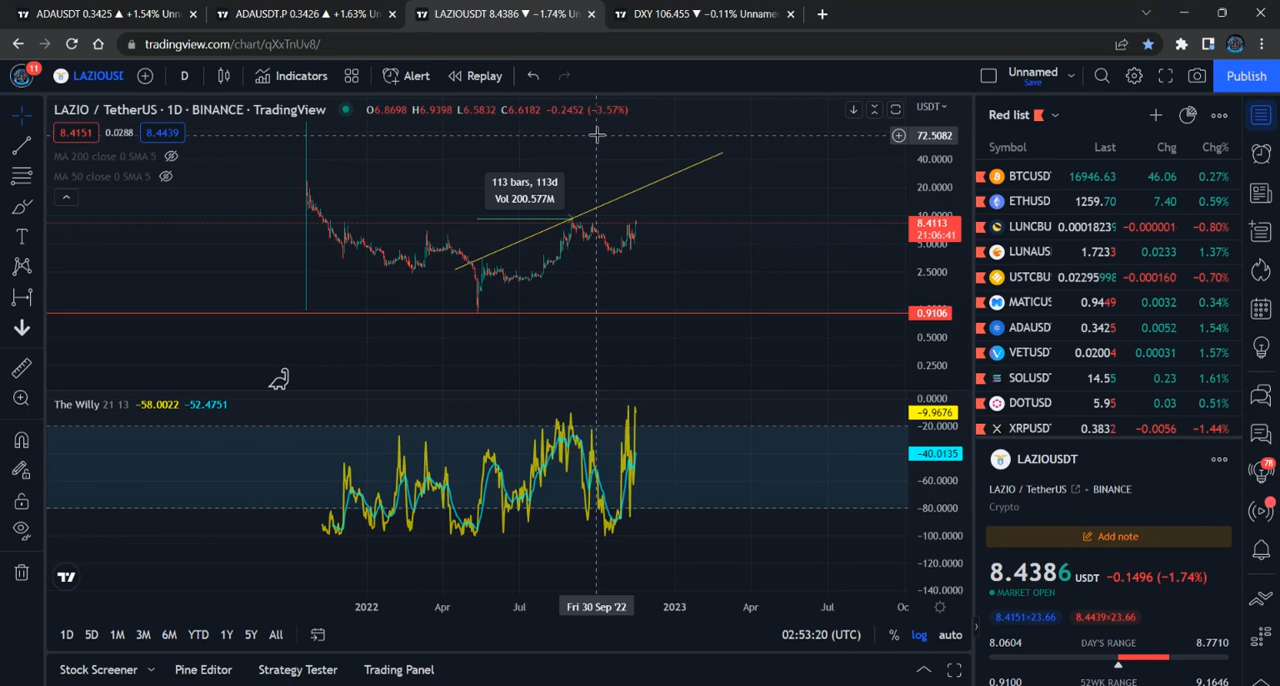 ADAUSDT 0.3425 ▲ +1.54% Unn
ADAUSDT.P 0.3426 ▲ +1.63% Un
LAZIOUSDT 8.4386 ▼ −1.74% Un
DXY 106.455 ▼ −0.11% Unname
tradingview.com/chart/qXxTnUv8/
11
LAZIOUSD
D
Indicators
Alert
Replay
Unnamed
Save
Publish
LAZIO / TetherUS · 1D · BINANCE · TradingView
O6.8698 H6.9398 L6.5832 C6.6182 −0.2452 (−3.57%)
USDT
8.4151
0.0288
8.4439
MA 200 close 0 SMA 5
MA 50 close 0 SMA 5
113 bars, 113d
Vol 200.577M
72.5082
40.0000
20.0000
8.4113
21:06:41
5.0000
2.5000
0.9106
0.5000
0.2500
The Willy 21 13 −58.0022 −52.4751
0.0000
−9.9676
−20.0000
−40.0135
−60.0000
−80.0000
−100.0000
−120.0000
−140.0000
2022
Apr
Jul
Fri 30 Sep '22
2023
Apr
Jul
Oc
1D 5D 1M 3M 6M YTD 1Y 5Y All
02:53:20 (UTC)
% log auto
Stock Screener
Pine Editor
Strategy Tester
Trading Panel
Red list
Symbol Last Chg Chg%
BTCUSD 16946.63 46.06 0.27%
ETHUSD 1259.70 7.40 0.59%
LUNCBU 0.0001823 −0.000001 −0.80%
LUNAUS 1.7233 0.0233 1.37%
USTCBU 0.02295998 −0.000160 −0.70%
MATICUS 0.9449 0.0032 0.34%
ADAUSD 0.3425 0.0052 1.54%
VETUSD 0.02004 0.00031 1.57%
SOLUSD 14.55 0.23 1.61%
DOTUSD 5.95 0.03 0.51%
XRPUSD 0.3832 −0.0056 −1.44%
LAZIOUSDT
LAZIO / TetherUS · BINANCE
Crypto
Add note
8.4386 USDT −0.1496 (−1.74%)
MARKET OPEN
8.4151×23.66
8.4439×23.66
8.0604 DAY'S RANGE 8.7710
0.9100 52WK RANGE 9.1646
78